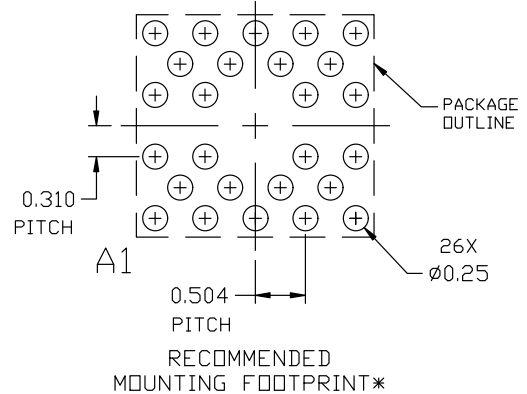 PACKAGE
OUTLINE
0.310
PITCH
A1
26X
Ø0.25
0.504
PITCH
RECOMMENDED
MOUNTING FOOTPRINT*